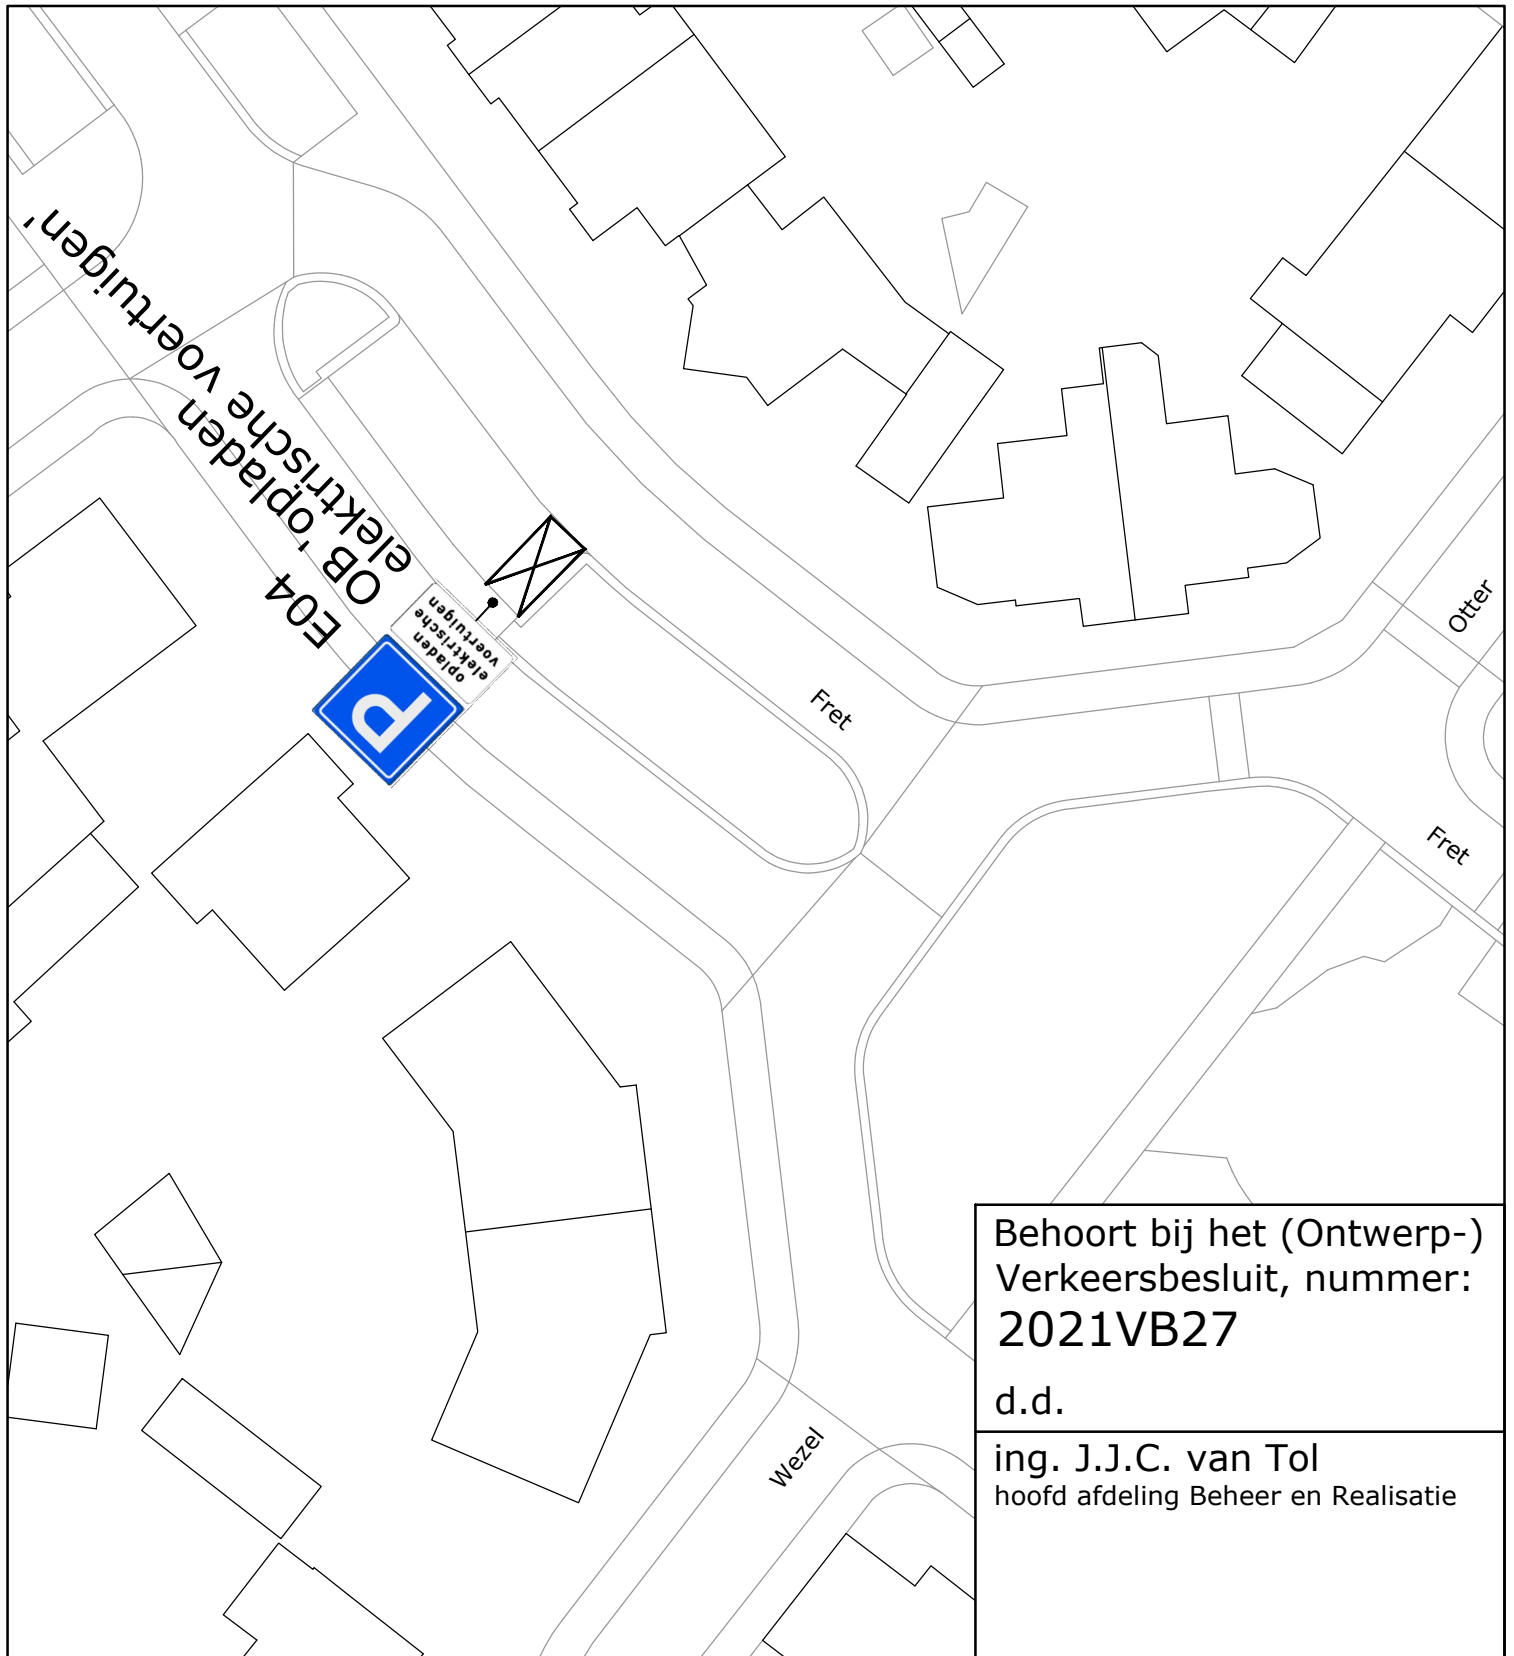 E04
OB 'opladen
elektrische voertuigen'
P
opladen
elektrische
voertuigen
Fret
Otter
Fret
Wezel
Behoort bij het (Ontwerp-)
Verkeersbesluit, nummer:
2021VB27
d.d.
ing. J.J.C. van Tol
hoofd afdeling Beheer en Realisatie